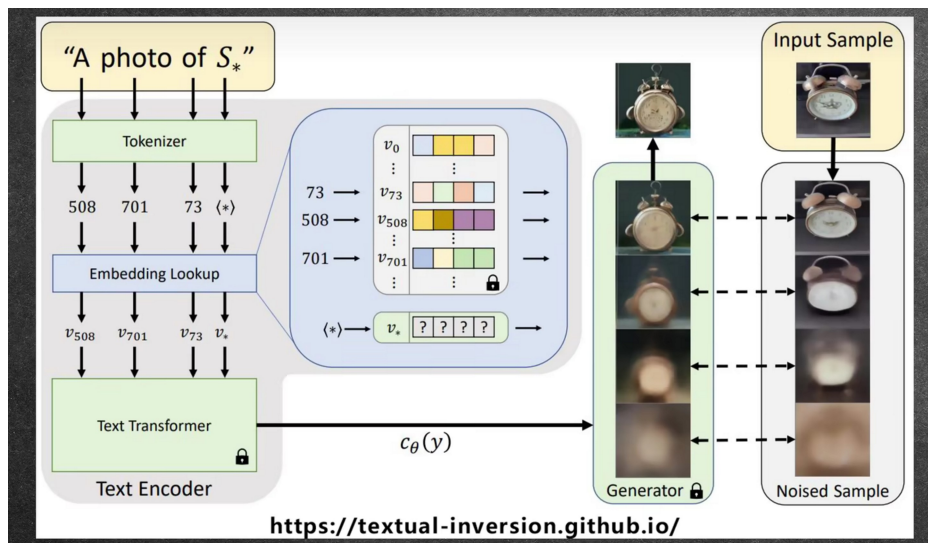 “A photo of S*”
Input Sample
Tokenizer
508 701 73 ⟨*⟩
Embedding Lookup
v508 v701 v73 v*
Text Transformer
Text Encoder
v0
⋮ ⋮
73 v73
508 v508
⋮ ⋮
701 v701
⋮ ⋮
⟨*⟩ v* ? ? ? ?
cθ(y)
Generator
Noised Sample
https://textual-inversion.github.io/